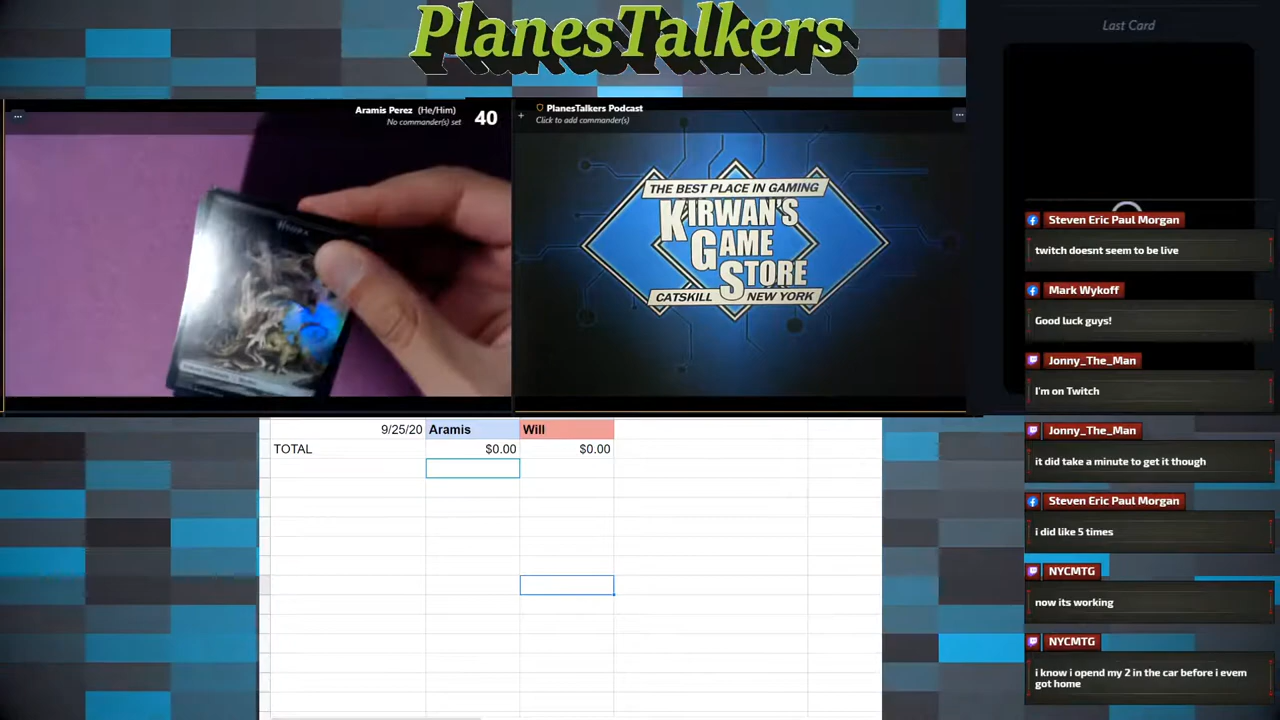 PlanesTalkers
Last Card
Aramis Perez (He/Him)
No commander(s) set
40
PlanesTalkers Podcast
Click to add commander(s)
THE BEST PLACE IN GAMING
KIRWAN'S
GAME
STORE
CATSKILL NEW YORK
Steven Eric Paul Morgan
twitch doesnt seem to be live
Mark Wykoff
Good luck guys!
Jonny_The_Man
I'm on Twitch
Jonny_The_Man
it did take a minute to get it though
Steven Eric Paul Morgan
i did like 5 times
NYCMTG
now its working
NYCMTG
i know i opend my 2 in the car before i evem
got home
9/25/20 Aramis Will
TOTAL $0.00 $0.00